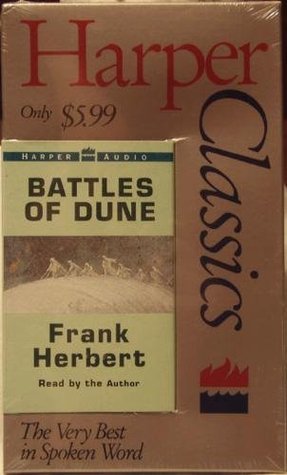 Harper
Classics
Only $5.99
HARPER AUDIO
BATTLES
OF DUNE
Frank
Herbert
Read by the Author
The Very Best
in Spoken Word